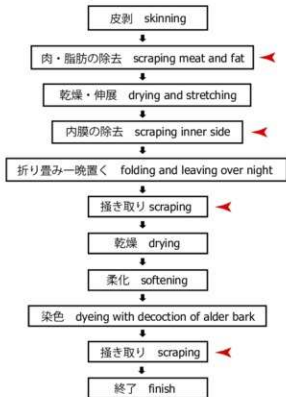 皮剥 skinning
肉・脂肪の除去 scraping meat and fat
乾燥・伸展 drying and stretching
内膜の除去 scraping inner side
折り畳み一晩置く folding and leaving over night
掻き取り scraping
乾燥 drying
柔化 softening
染色 dyeing with decoction of alder bark
掻き取り scraping
終了 finish